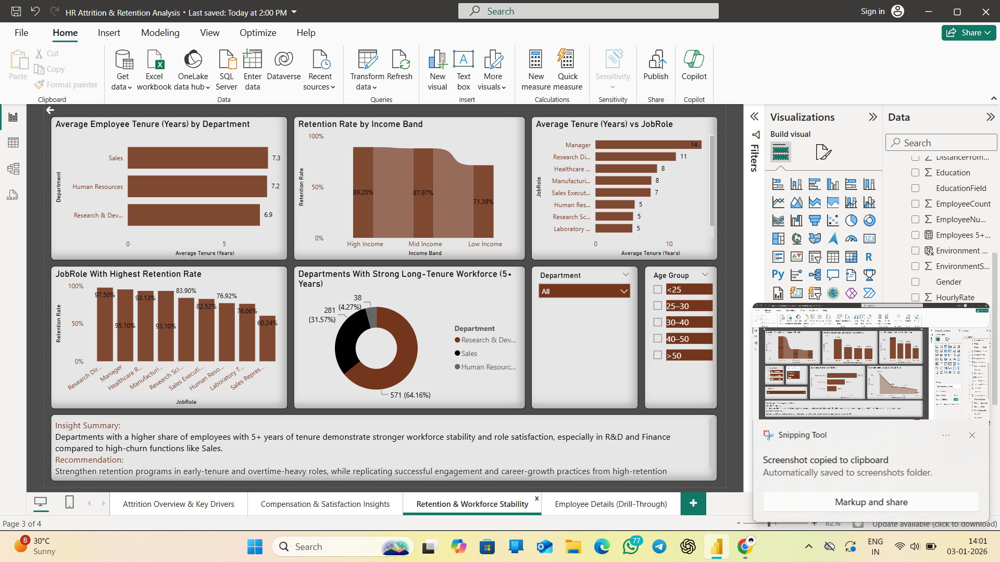 HR Attrition & Retention Analysis • Last saved: Today at 2:00 PM
Search
Sign in
File
Home
Insert
Modeling
View
Optimize
Help
Share
Paste
Cut
Copy
Format painter
Clipboard
Get data
Excel workbook
OneLake data hub
SQL Server
Enter data
Dataverse
Recent sources
Data
Transform data
Refresh
Queries
New visual
Text box
More visuals
Insert
New measure
Quick measure
Calculations
Sensitivity
Sensitivity
Publish
Share
Copilot
Copilot
Average Employee Tenure (Years) by Department
Department
Sales
7.3
Human Resources
7.2
Research & Dev...
6.9
0
5
Average Tenure (Years)
Retention Rate by Income Band
Retention Rate
100%
50%
0%
89.20%
87.97%
71.39%
High Income
Mid Income
Low Income
Income Band
Average Tenure (Years) vs JobRole
JobRole
Manager
14
Research Di...
11
Healthcare ...
8
Manufacturi...
8
Sales Execut...
7
Human Res...
5
Research Sc...
5
Laboratory ...
5
0
10
Average Tenure (Years)
JobRole With Highest Retention Rate
Retention Rate
100%
50%
0%
97.50%
95.10%
93.13%
93.10%
83.90%
82.52%
76.92%
76.06%
60.24%
Research Dir...
Manager
Healthcare R...
Manufacturi...
Research Sci...
Sales Executi...
Human Reso...
Laboratory T...
Sales Repres...
JobRole
Departments With Strong Long-Tenure Workforce (5+
Years)
38
(4.27%)
281
(31.57%)
571 (64.16%)
Department
Research & Dev...
Sales
Human Resourc...
Department
All
Age Group
<25
25–30
30–40
40–50
>50
Insight Summary:
Departments with a higher share of employees with 5+ years of tenure demonstrate stronger workforce stability and role satisfaction, especially in R&D and Finance
compared to high-churn functions like Sales.
Recommendation:
Strengthen retention programs in early-tenure and overtime-heavy roles, while replicating successful engagement and career-growth practices from high-retention
Filters
Visualizations
Build visual
Data
Search
DistanceFrom...
Education
EducationField
EmployeeCount
EmployeeNu...
Employees 5+...
Environment ...
EnvironmentS...
Gender
HourlyRate
Snipping Tool
Screenshot copied to clipboard
Automatically saved to screenshots folder.
Markup and share
Attrition Overview & Key Drivers
Compensation & Satisfaction Insights
Retention & Workforce Stability
x
Employee Details (Drill-Through)
+
Page 3 of 4
82%
Update available (click to download)
8
30°C
Sunny
Search
77
ENG
IN
14:01
03-01-2026